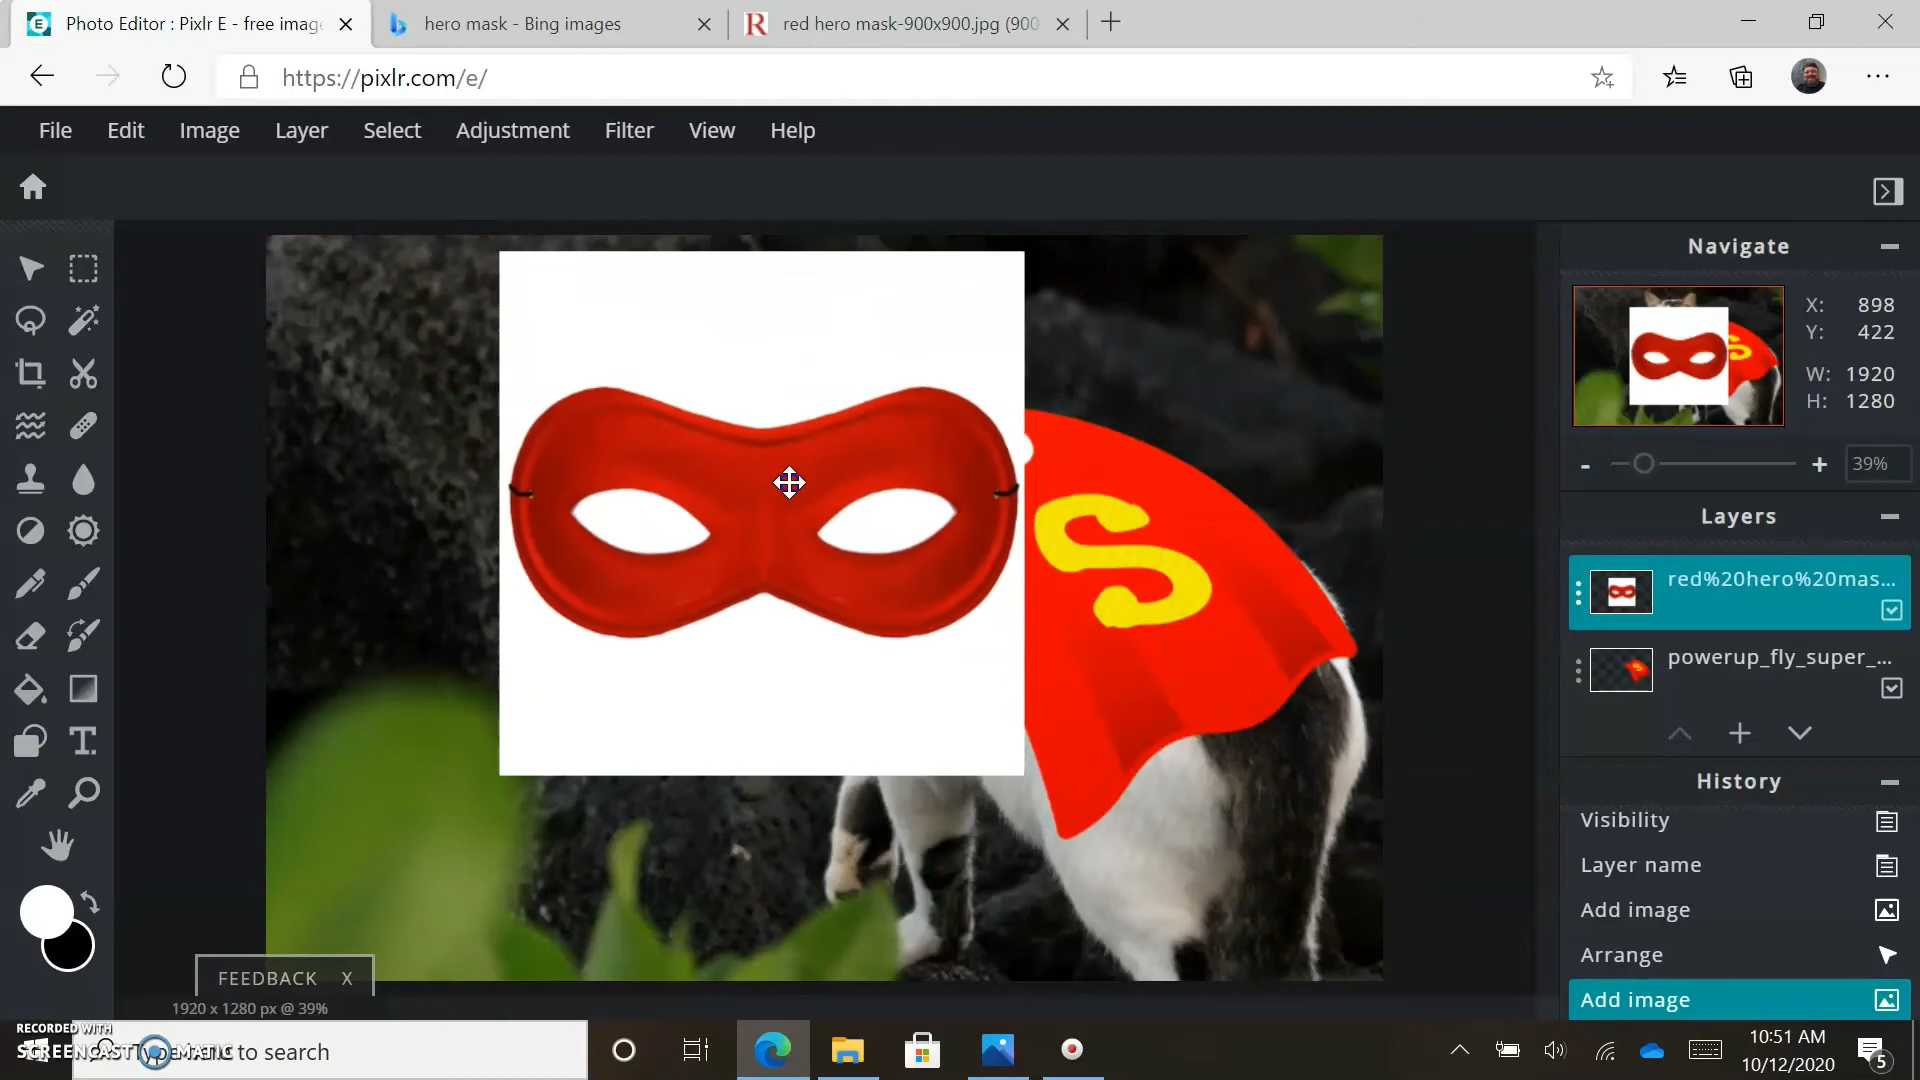 Photo Editor : Pixlr E - free image
hero mask - Bing images
R red hero mask-900x900.jpg (900
https://pixlr.com/e/
File Edit Image Layer Select Adjustment Filter View Help
Navigate
X: 898
Y: 422
W: 1920
H: 1280
- + 39%
S
Layers
red%20hero%20mas...
powerup_fly_super_...
History
Visibility
Layer name
Add image
Arrange
Add image
FEEDBACK X
1920 x 1280 px @ 39%
RECORDED WITH
SCREENCAST MATIC
to search
10:51 AM
10/12/2020
5